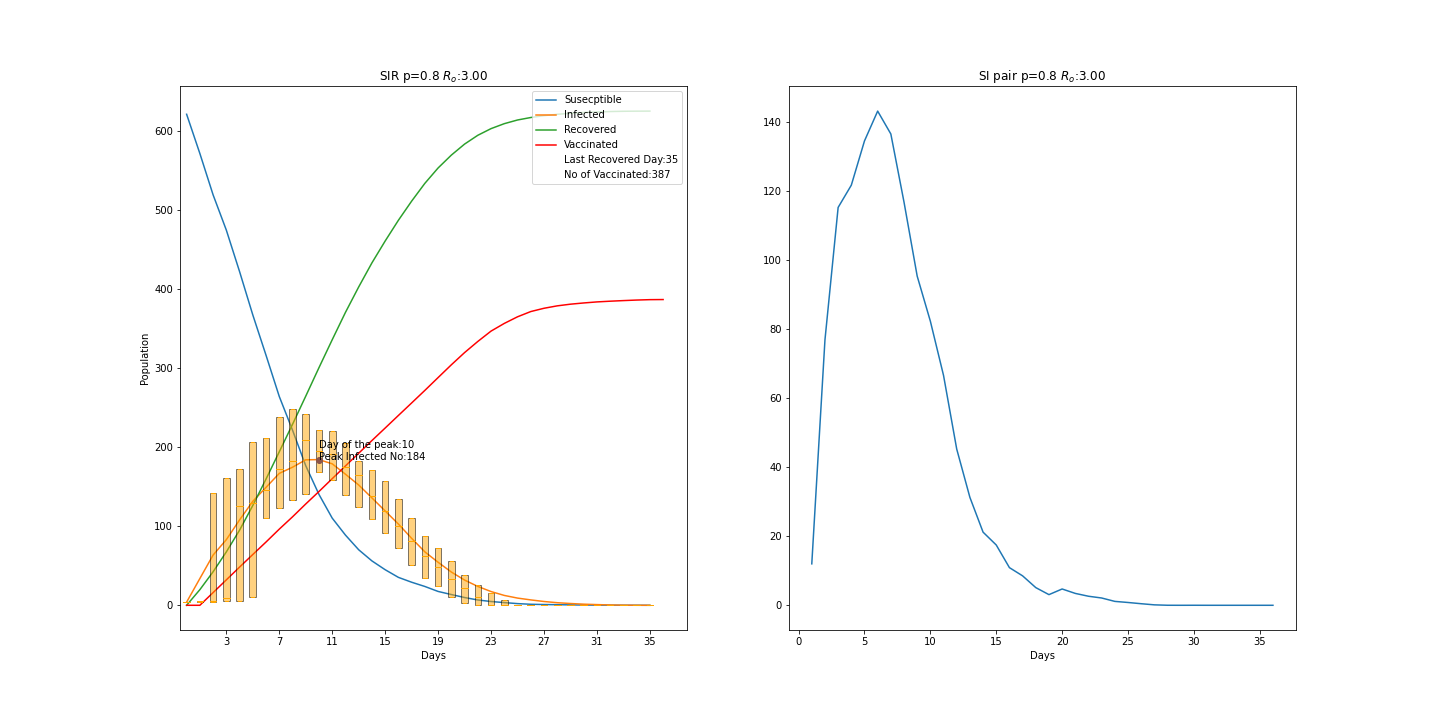 SIR p=0.8 Rₒ:3.00
Susecptible
Infected
Recovered
Vaccinated
Last Recovered Day:35
No of Vaccinated:387
600
500
400
300
200
100
0
Population
Day of the peak:10
Peak Infected No:184
3 7 11 15 19 23 27 31 35
Days
SI pair p=0.8 Rₒ:3.00
140
120
100
80
60
40
20
0
0 5 10 15 20 25 30 35
Days